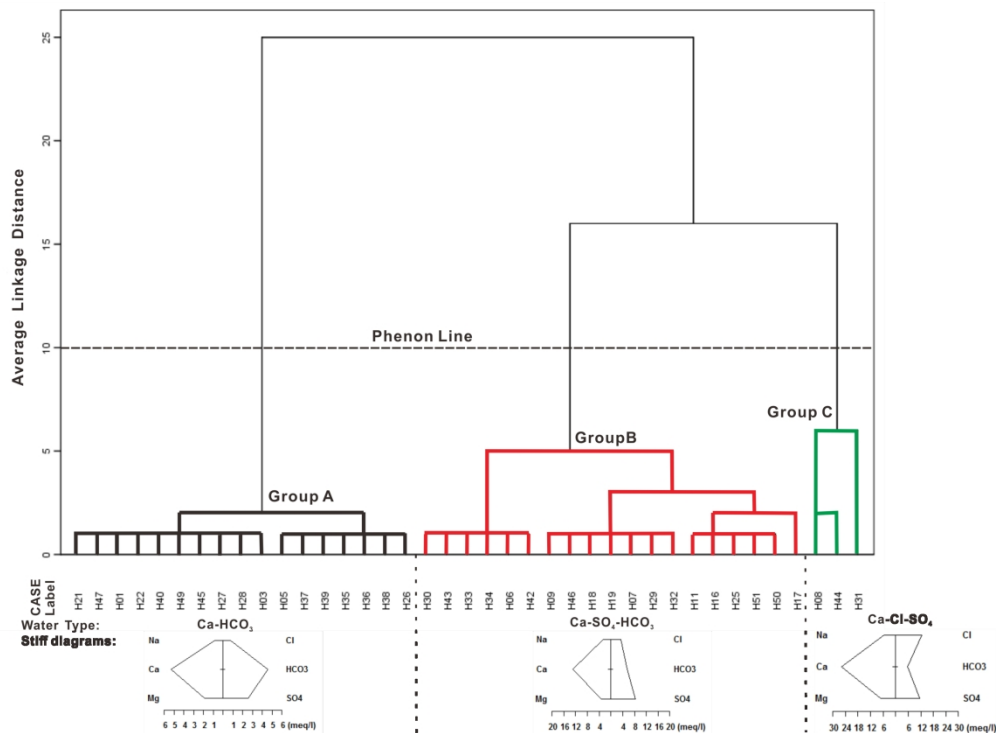 25
20
15
10
5
0
Average Linkage Distance
Phenon Line
Group C
GroupB
Group A
CASE
Label
H21 H47 H01 H22 H40 H49 H45 H27 H28 H03 H05 H37 H39 H35 H36 H38 H26 H30 H43 H33 H34 H06 H42 H09 H46 H18 H19 H07 H29 H32 H11 H16 H25 H51 H50 H17 H08 H44 H31
Water Type: Ca-HCO₃ Ca-SO₄-HCO₃ Ca-Cl-SO₄
Stiff diagrams:
Na Cl Na Cl Na Cl
Ca HCO3 Ca HCO3 Ca HCO3
Mg SO4 Mg SO4 Mg SO4
6 5 4 3 2 1 1 2 3 4 5 6 (meq/l) 20 16 12 8 4 4 8 12 16 20 (meq/l) 30 24 18 12 6 6 12 18 24 30 (meq/l)